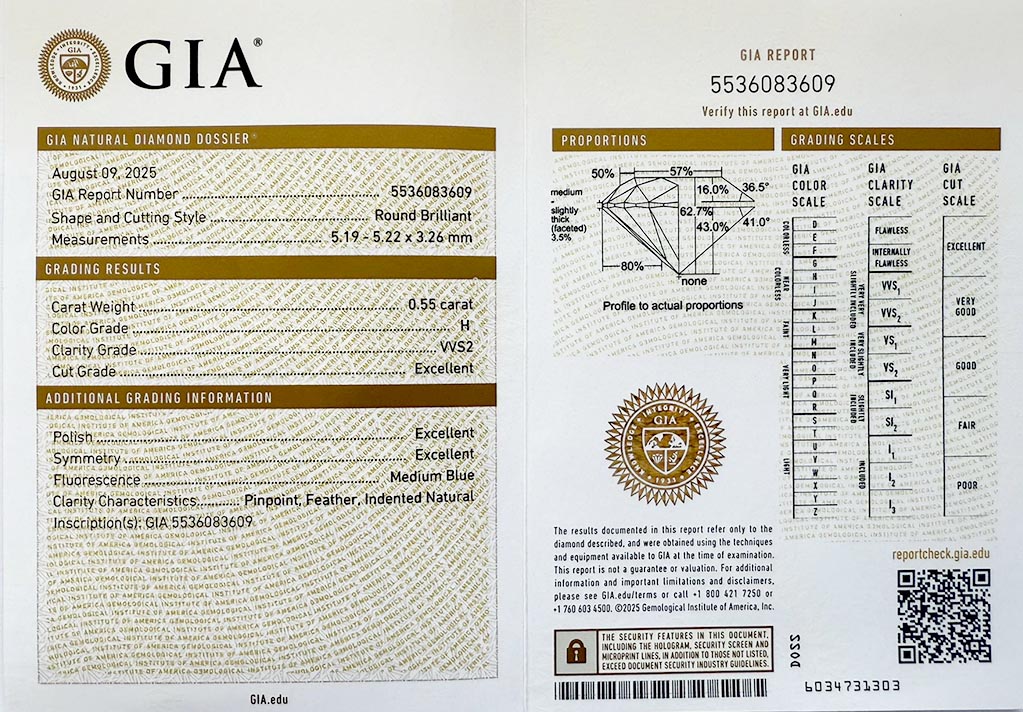 GIA®
GIA NATURAL DIAMOND DOSSIER®
August 09, 2025
GIA Report Number 5536083609
Shape and Cutting Style Round Brilliant
Measurements 5.19 - 5.22 x 3.26 mm
GRADING RESULTS
Carat Weight 0.55 carat
Color Grade H
Clarity Grade VVS2
Cut Grade Excellent
ADDITIONAL GRADING INFORMATION
Polish Excellent
Symmetry Excellent
Fluorescence Medium Blue
Clarity Characteristics Pinpoint, Feather, Indented Natural
Inscription(s): GIA 5536083609
GIA.edu
GIA REPORT
5536083609
Verify this report at GIA.edu
PROPORTIONS
50%
57%
16.0%
36.5°
medium
-
slightly
thick
(faceted)
3.5%
62.7%
43.0%
41.0°
80%
none
Profile to actual proportions
GIA
INTEGRITY
EXCELLENCE
KNOWLEDGE
1931
The results documented in this report refer only to the
diamond described, and were obtained using the techniques
and equipment available to GIA at the time of examination.
This report is not a guarantee or valuation. For additional
information and important limitations and disclaimers,
please see GIA.edu/terms or call +1 800 421 7250 or
+1 760 603 4500. ©2025 Gemological Institute of America, Inc.
THE SECURITY FEATURES IN THIS DOCUMENT,
INCLUDING THE HOLOGRAM, SECURITY SCREEN AND
MICROPRINT LINES, IN ADDITION TO THOSE NOT LISTED,
EXCEED DOCUMENT SECURITY INDUSTRY GUIDELINES.
GRADING SCALES
GIA
COLOR
SCALE
COLORLESS
D
E
F
NEAR COLORLESS
G
H
I
J
FAINT
K
L
M
VERY LIGHT
N
O
P
Q
R
LIGHT
S
T
U
V
W
X
Y
Z
GIA
CLARITY
SCALE
FLAWLESS
INTERNALLY
FLAWLESS
VERY VERY
SLIGHTLY INCLUDED
VVS1
VVS2
VERY SLIGHTLY
INCLUDED
VS1
VS2
SLIGHTLY
INCLUDED
SI1
SI2
INCLUDED
I1
I2
I3
GIA
CUT
SCALE
EXCELLENT
VERY
GOOD
GOOD
FAIR
POOR
reportcheck.gia.edu
D022
6034731303